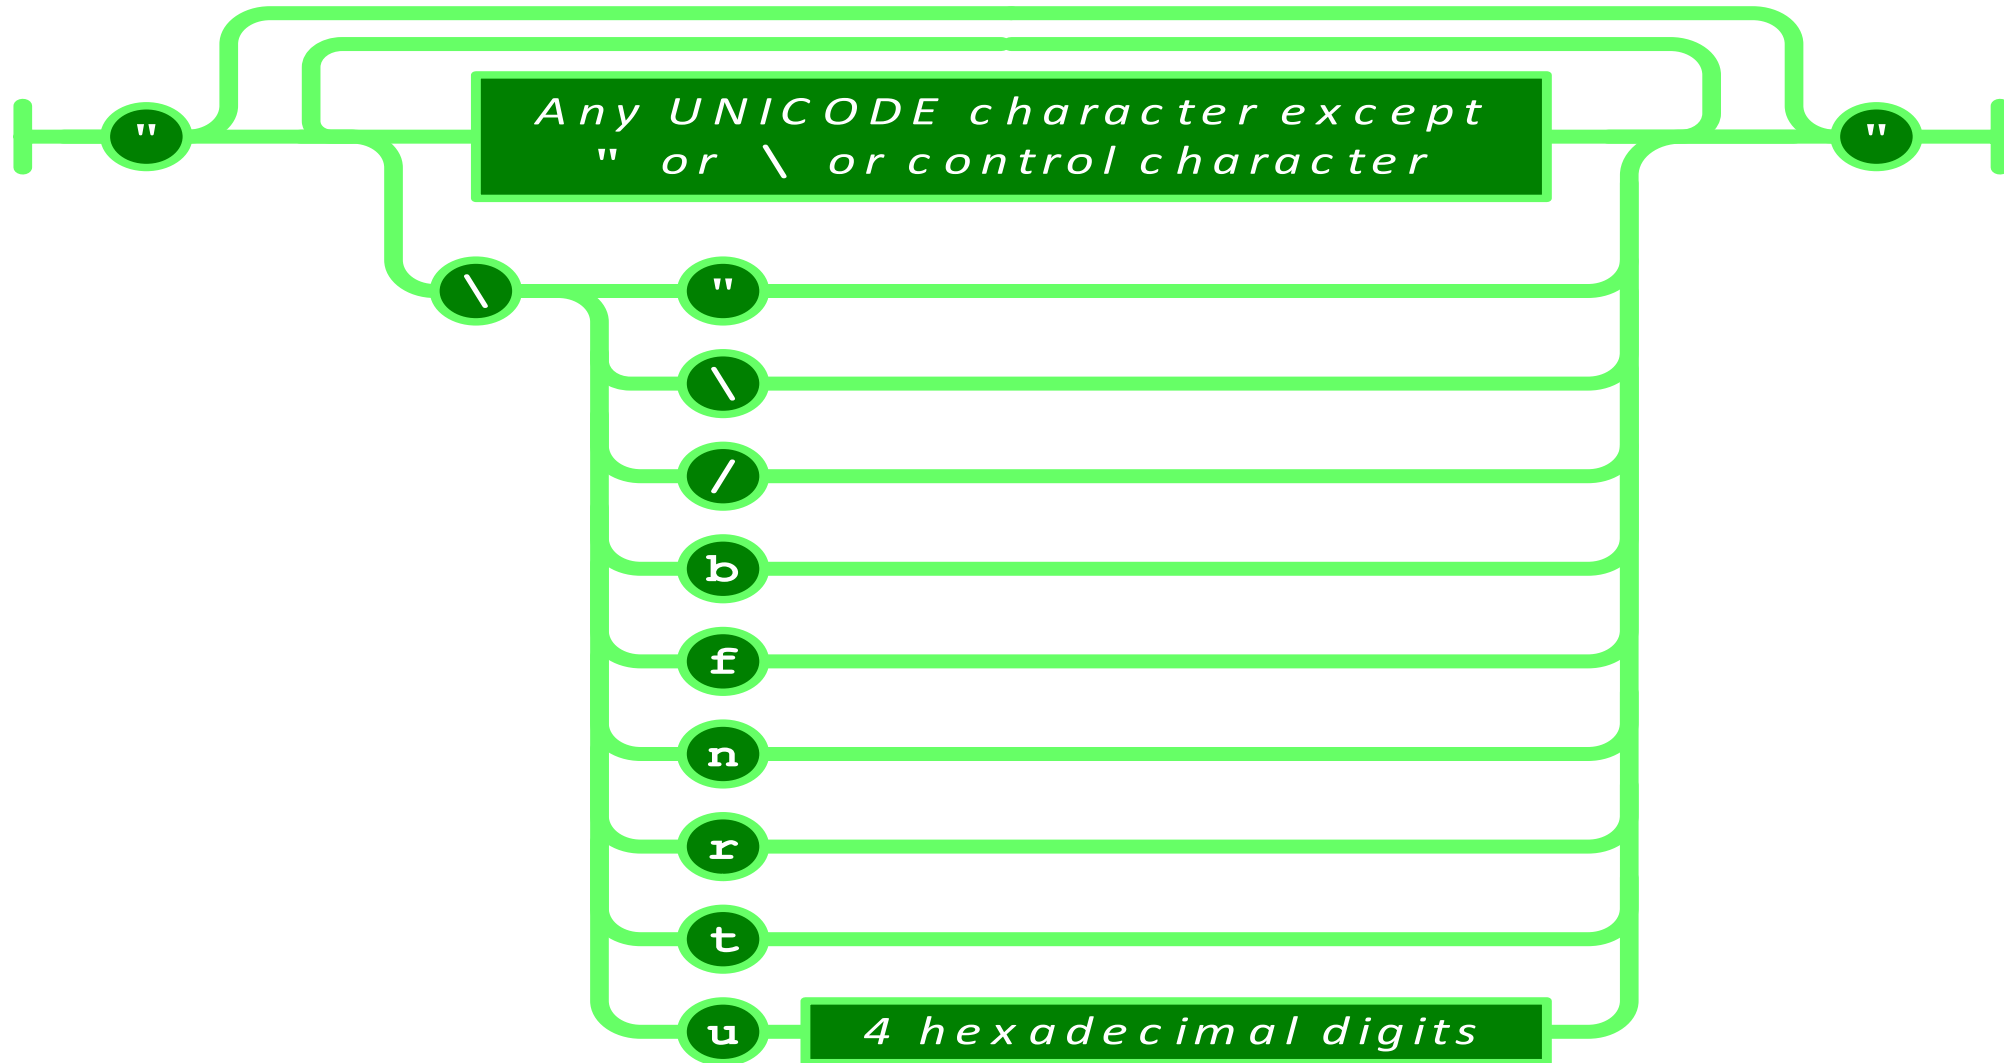 "
Any UNICODE character except
" or \ or control character
"
\
"
\
/
b
f
n
r
t
u
4 hexadecimal digits